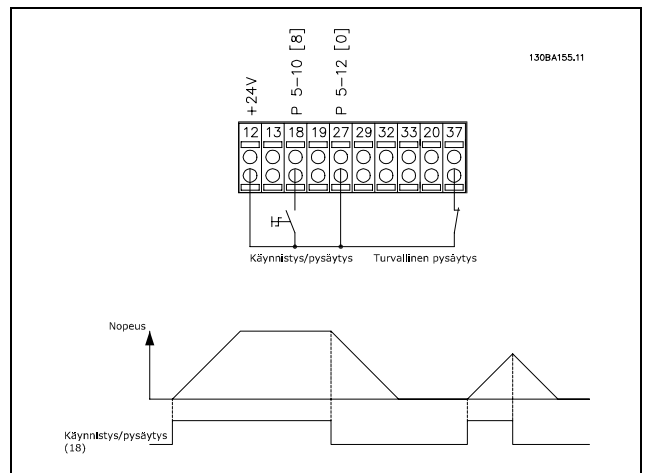 130BA155.11
+24V
P 5-10 [8]
P 5-12 [0]
12 13 18 19 27 29 32 33 20 37
Käynnistys/pysäytys Turvallinen pysäytys
Nopeus
Käynnistys/pysäytys
(18)